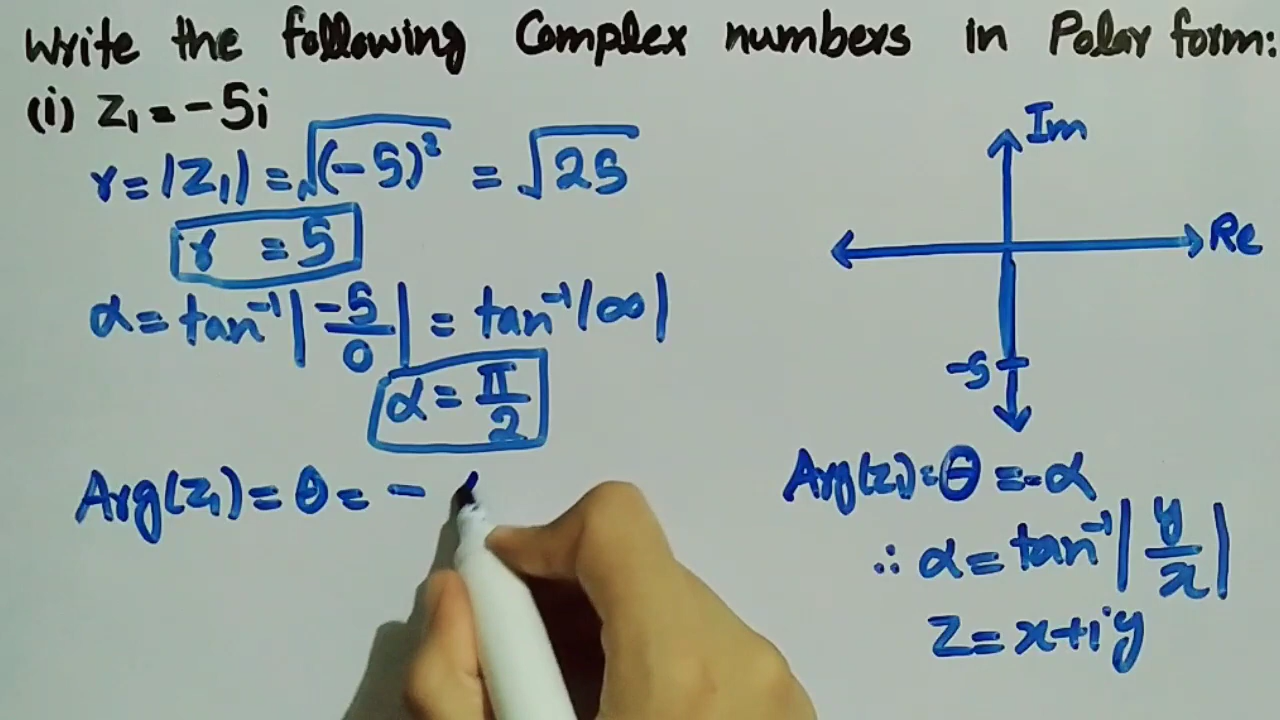 Write the following Complex numbers in Polar form:
(i) z₁ = -5i
r = |z₁| = √(-5)² = √25
r = 5
α = tan⁻¹|-5/0| = tan⁻¹|∞|
α = π/2
Arg(z₁) = θ = -
Im
Re
-5
Arg(z₁) = θ = -α
∴ α = tan⁻¹|y/x|
z = x+iy